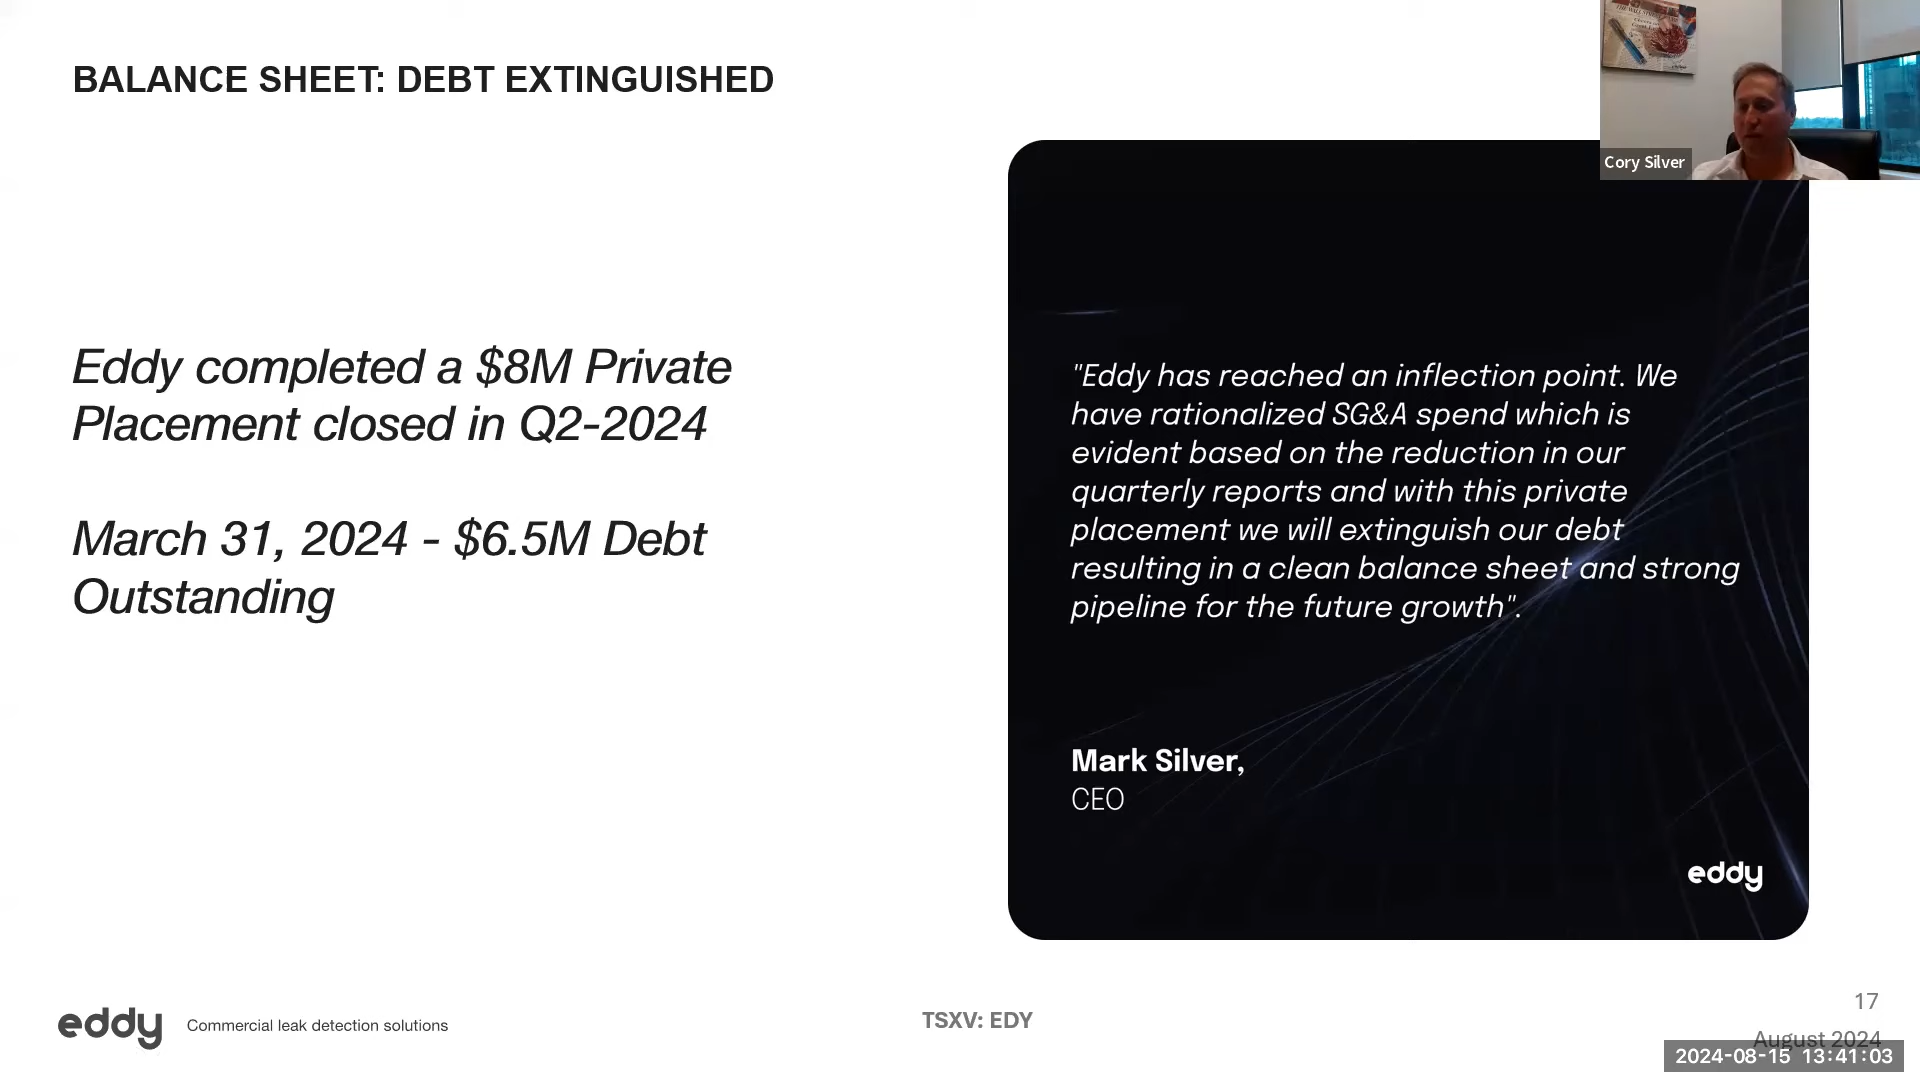 BALANCE SHEET: DEBT EXTINGUISHED
Cory Silver
Eddy completed a $8M Private
Placement closed in Q2-2024
March 31, 2024 - $6.5M Debt
Outstanding
"Eddy has reached an inflection point. We
have rationalized SG&A spend which is
evident based on the reduction in our
quarterly reports and with this private
placement we will extinguish our debt
resulting in a clean balance sheet and strong
pipeline for the future growth".
Mark Silver,
CEO
eddy
eddy
Commercial leak detection solutions
TSXV: EDY
17
August 2024
2024-08-15 13:41:03